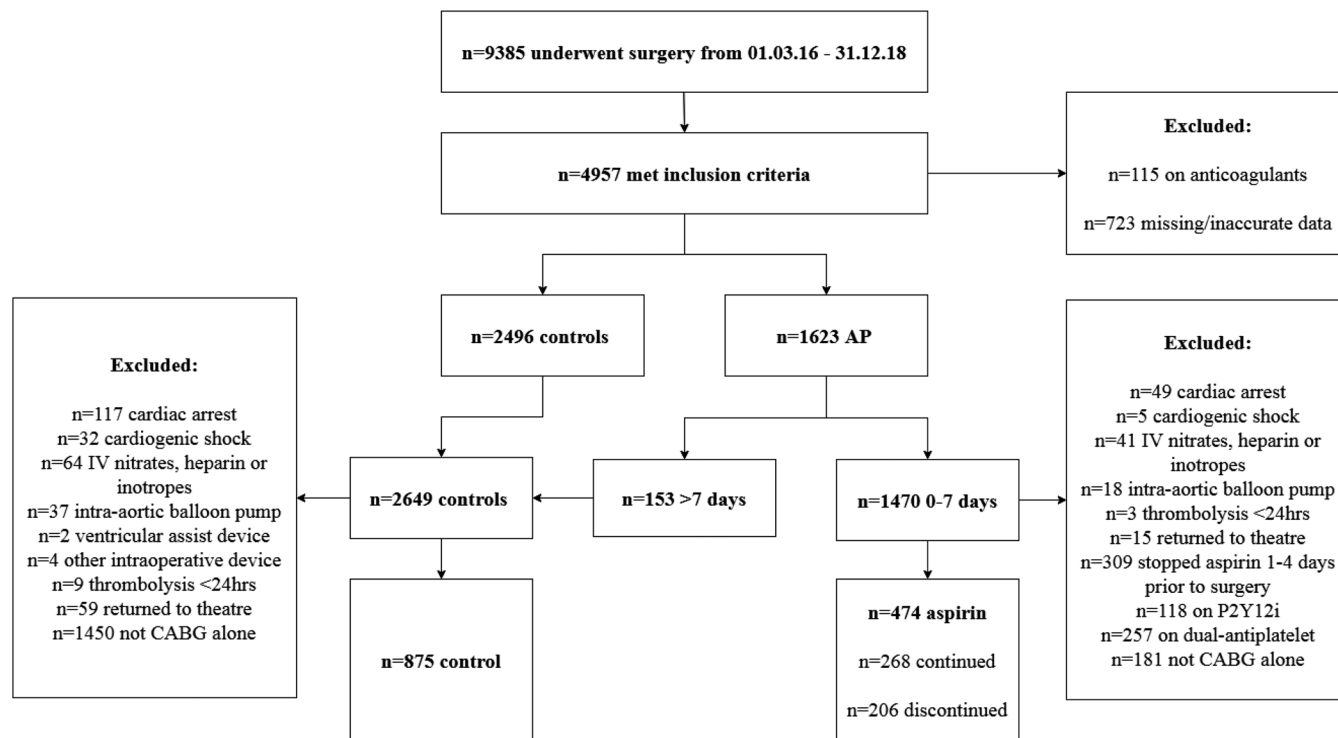 n=9385 underwent surgery from 01.03.16 - 31.12.18
n=4957 met inclusion criteria
Excluded:
n=115 on anticoagulants
n=723 missing/inaccurate data
n=2496 controls
n=1623 AP
Excluded:
n=117 cardiac arrest
n=32 cardiogenic shock
n=64 IV nitrates, heparin or
inotropes
n=37 intra-aortic balloon pump
n=2 ventricular assist device
n=4 other intraoperative device
n=9 thrombolysis <24hrs
n=59 returned to theatre
n=1450 not CABG alone
n=2649 controls
n=153 >7 days
n=1470 0-7 days
Excluded:
n=49 cardiac arrest
n=5 cardiogenic shock
n=41 IV nitrates, heparin or
inotropes
n=18 intra-aortic balloon pump
n=3 thrombolysis <24hrs
n=15 returned to theatre
n=309 stopped aspirin 1-4 days
prior to surgery
n=118 on P2Y12i
n=257 on dual-antiplatelet
n=181 not CABG alone
n=875 control
n=474 aspirin
n=268 continued
n=206 discontinued